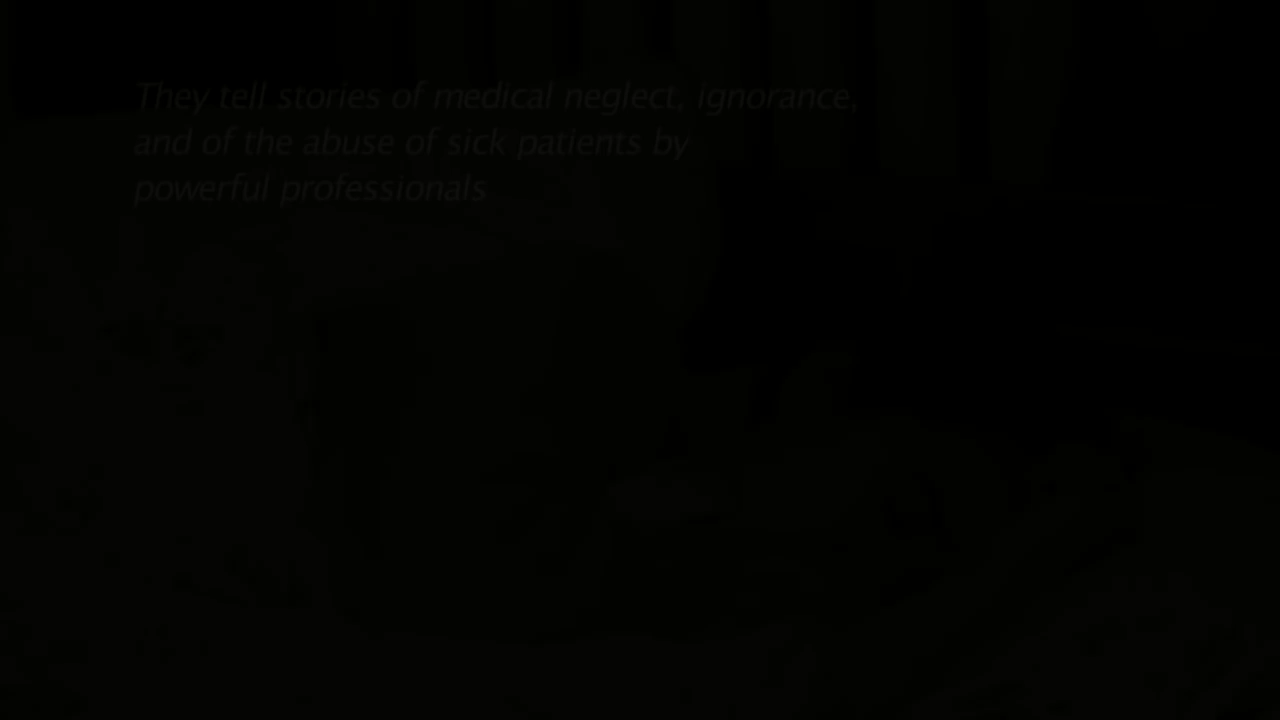 They tell stories of medical neglect, ignorance,
and of the abuse of sick patients by
powerful professionals